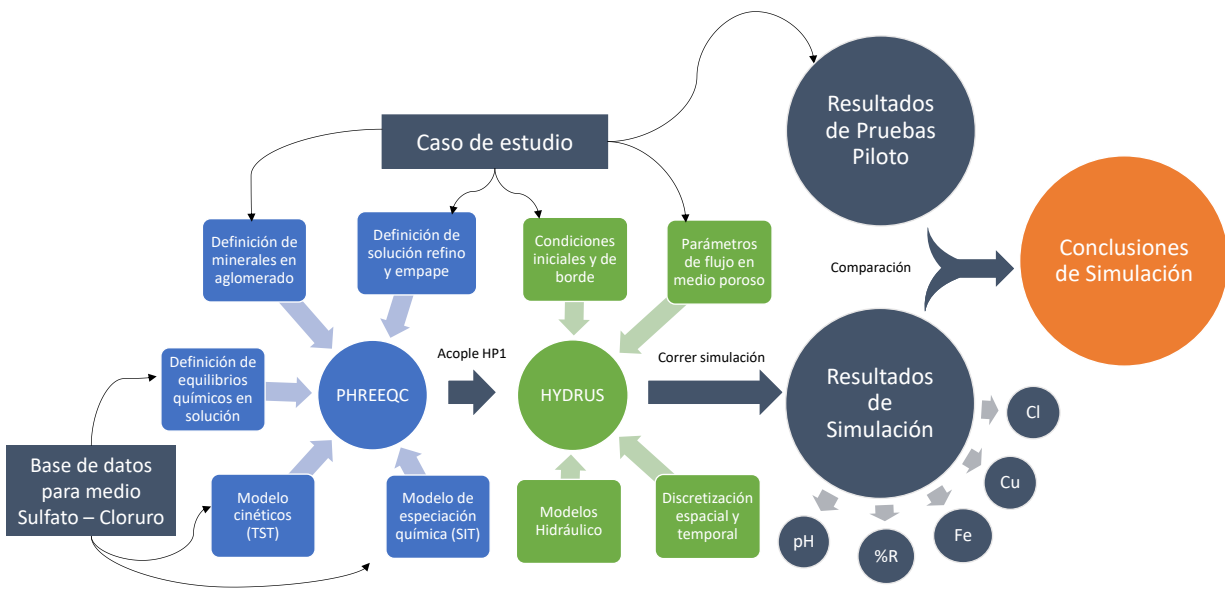 Caso de estudio
Resultados
de Pruebas
Piloto
Definición de
minerales en
aglomerado
Definición de
solución refino
y empape
Condiciones
iniciales y de
borde
Parámetros
de flujo en
medio poroso
Comparación
Conclusiones
de Simulación
Definición de
equilibrios
químicos en
solución
PHREEQC
Acople HP1
HYDRUS
Correr simulación
Resultados
de
Simulación
Base de datos
para medio
Sulfato – Cloruro
Modelo
cinéticos
(TST)
Modelo de
especiación
química (SIT)
Modelos
Hidráulico
Discretización
espacial y
temporal
pH
%R
Fe
Cu
Cl